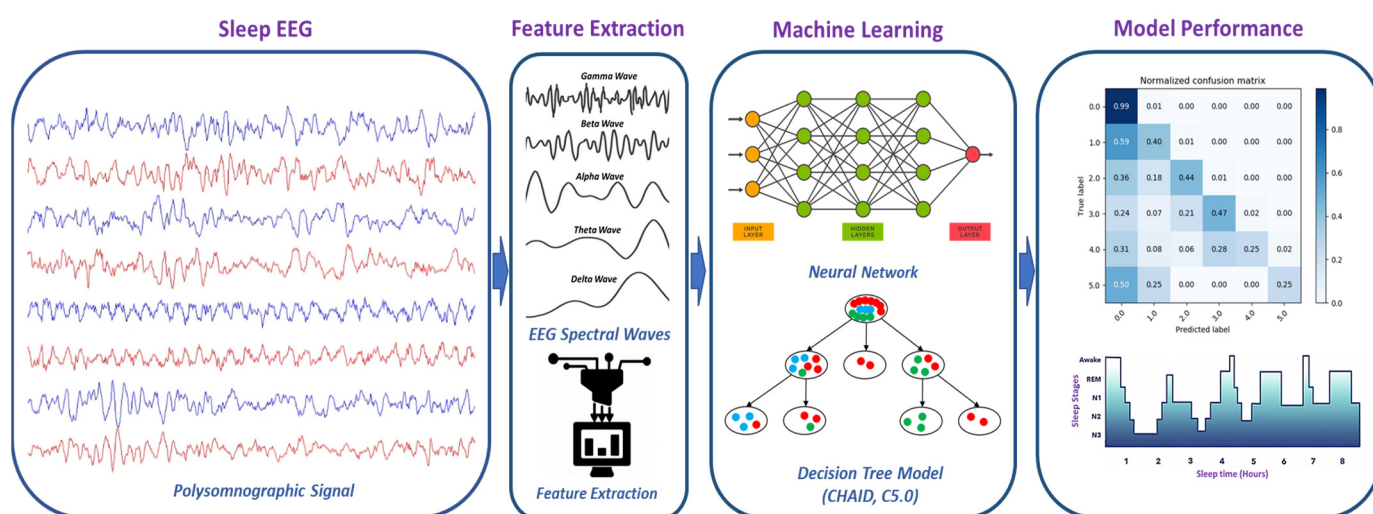 Sleep EEG
Polysomnographic Signal
Feature Extraction
Gamma Wave
Beta Wave
Alpha Wave
Theta Wave
Delta Wave
EEG Spectral Waves
Feature Extraction
Machine Learning
INPUT
LAYER
HIDDEN
LAYERS
OUTPUT
LAYER
Neural Network
Decision Tree Model
(CHAID, C5.0)
Model Performance
Normalized confusion matrix
True label
0.0 0.99 0.01 0.00 0.00 0.00 0.00
1.0 0.59 0.40 0.01 0.00 0.00 0.00
2.0 0.36 0.18 0.44 0.01 0.00 0.00
3.0 0.24 0.07 0.21 0.47 0.02 0.00
4.0 0.31 0.08 0.06 0.28 0.25 0.02
5.0 0.50 0.25 0.00 0.00 0.00 0.25
0.0 1.0 2.0 3.0 4.0 5.0
Predicted label
0.8
0.6
0.4
0.2
0.0
Sleep Stages
Awake
REM
N1
N2
N3
1 2 3 4 5 6 7 8
Sleep time (Hours)